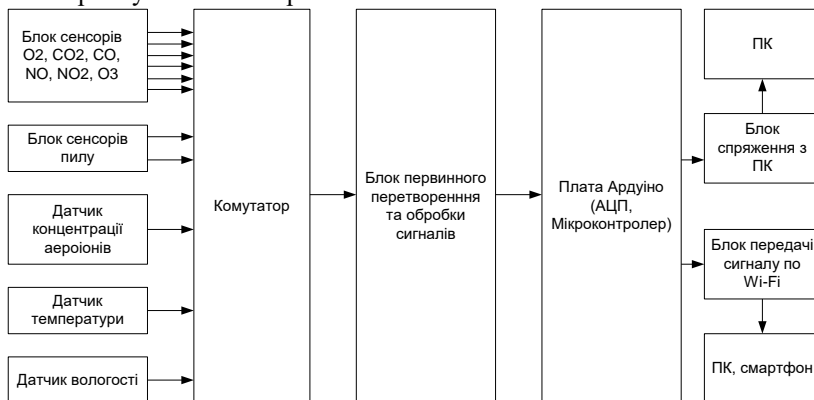 Блок сенсорів
O2, CO2, CO,
NO, NO2, O3
Блок сенсорів
пилу
Датчик
концентрації
аероіонів
Датчик
температури
Датчик вологості
Комутатор
Блок первинного
перетворенння
та обробки
сигналів
Плата Ардуіно
(АЦП,
Мікроконтролер)
ПК
Блок
спряження з
ПК
Блок передачі
сигналу по
Wi-Fi
ПК, смартфон